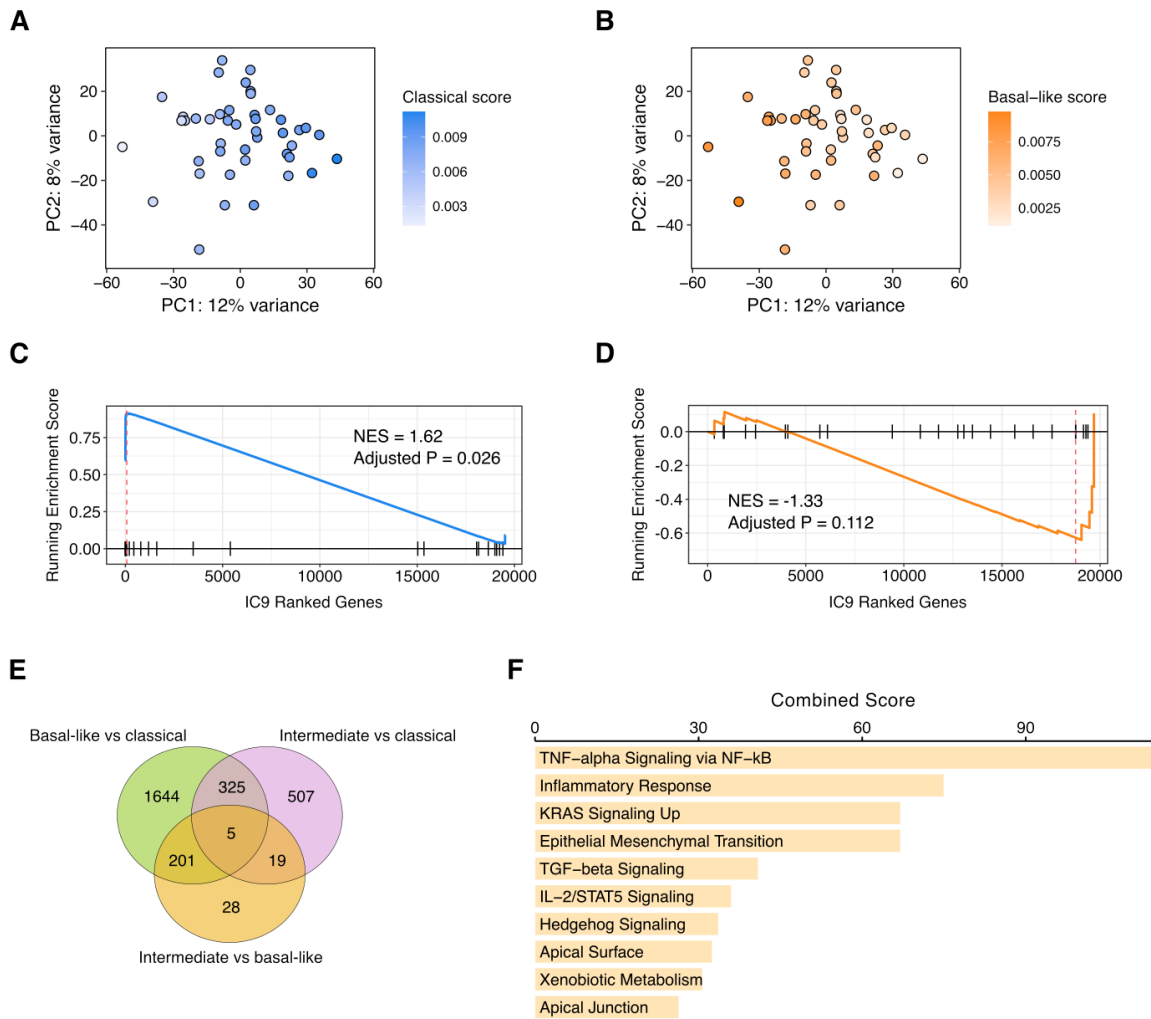 A
20
0
−20
−40
PC2: 8% variance
−60
−30
0
30
60
PC1: 12% variance
Classical score
0.009
0.006
0.003
B
20
0
−20
−40
PC2: 8% variance
−60
−30
0
30
60
PC1: 12% variance
Basal−like score
0.0075
0.0050
0.0025
C
Running Enrichment Score
0.75
0.50
0.25
0.00
NES = 1.62
Adjusted P = 0.026
0
5000
10000
15000
20000
IC9 Ranked Genes
D
Running Enrichment Score
0.0
-0.2
-0.4
-0.6
NES = -1.33
Adjusted P = 0.112
0
5000
10000
15000
20000
IC9 Ranked Genes
E
Basal-like vs classical
Intermediate vs classical
1644
325
507
5
201
19
28
Intermediate vs basal-like
F
Combined Score
0
30
60
90
TNF−alpha Signaling via NF−kB
Inflammatory Response
KRAS Signaling Up
Epithelial Mesenchymal Transition
TGF−beta Signaling
IL−2/STAT5 Signaling
Hedgehog Signaling
Apical Surface
Xenobiotic Metabolism
Apical Junction